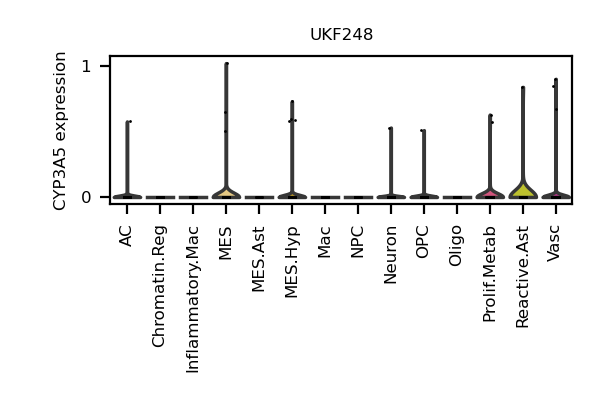 UKF248
CYP3A5 expression
1
0
AC
Chromatin.Reg
Inflammatory.Mac
MES
MES.Ast
MES.Hyp
Mac
NPC
Neuron
OPC
Oligo
Prolif.Metab
Reactive.Ast
Vasc